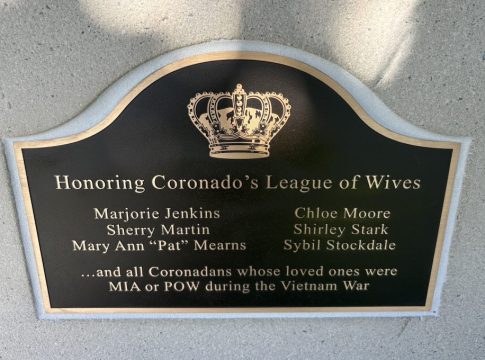 Honoring Coronado's League of Wives
Marjorie Jenkins
Sherry Martin
Mary Ann "Pat" Mearns
Chloe Moore
Shirley Stark
Sybil Stockdale
...and all Coronadans whose loved ones were
MIA or POW during the Vietnam War